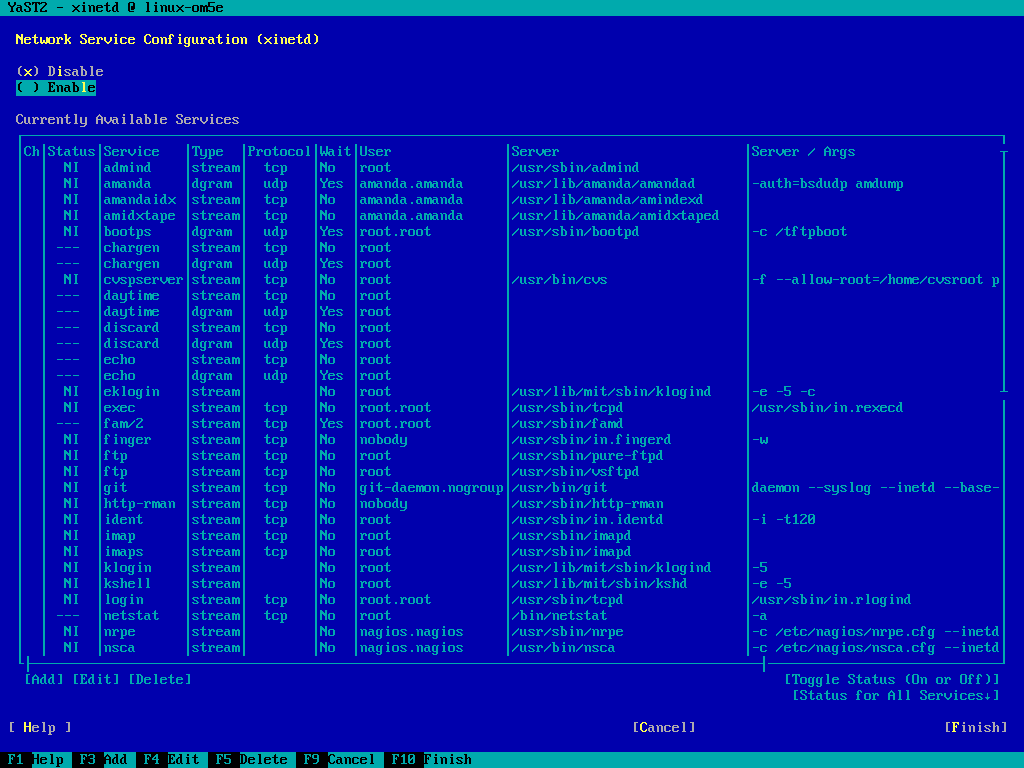 YaST2 - xinetd @ linux-om5e
Network Service Configuration (xinetd)
(x) Disable
( ) Enable
Currently Available Services
Ch|Status|Service |Type |Protocol|Wait|User |Server |Server / Args
NI |admind |stream| tcp |No |root |/usr/sbin/admind |
NI |amanda |dgram | udp |Yes |amanda.amanda |/usr/lib/amanda/amandad |-auth=bsdudp amdump
NI |amandaidx |stream| tcp |No |amanda.amanda |/usr/lib/amanda/amindexd |
NI |amidxtape |stream| tcp |No |amanda.amanda |/usr/lib/amanda/amidxtaped |
NI |bootps |dgram | udp |Yes |root.root |/usr/sbin/bootpd |-c /tftpboot
--- |chargen |stream| tcp |No |root | |
--- |chargen |dgram | udp |Yes |root | |
NI |cvspserver|stream| tcp |No |root |/usr/bin/cvs |-f --allow-root=/home/cvsroot p
--- |daytime |stream| tcp |No |root | |
--- |daytime |dgram | udp |Yes |root | |
--- |discard |stream| tcp |No |root | |
--- |discard |dgram | udp |Yes |root | |
--- |echo |stream| tcp |No |root | |
--- |echo |dgram | udp |Yes |root | |
NI |eklogin |stream| |No |root |/usr/lib/mit/sbin/klogind |-e -5 -c
NI |exec |stream| tcp |No |root.root |/usr/sbin/tcpd |/usr/sbin/in.rexecd
--- |fam/2 |stream| tcp |Yes |root.root |/usr/sbin/famd |
NI |finger |stream| tcp |No |nobody |/usr/sbin/in.fingerd |-w
NI |ftp |stream| tcp |No |root |/usr/sbin/pure-ftpd |
NI |ftp |stream| tcp |No |root |/usr/sbin/vsftpd |
NI |git |stream| tcp |No |git-daemon.nogroup|/usr/bin/git |daemon --syslog --inetd --base-
NI |http-rman |stream| tcp |No |nobody |/usr/sbin/http-rman |
NI |ident |stream| tcp |No |root |/usr/sbin/in.identd |-i -t120
NI |imap |stream| tcp |No |root |/usr/sbin/imapd |
NI |imaps |stream| tcp |No |root |/usr/sbin/imapd |
NI |klogin |stream| |No |root |/usr/lib/mit/sbin/klogind |-5
NI |kshell |stream| |No |root |/usr/lib/mit/sbin/kshd |-e -5
NI |login |stream| tcp |No |root.root |/usr/sbin/tcpd |/usr/sbin/in.rlogind
--- |netstat |stream| tcp |No |root |/bin/netstat |-a
NI |nrpe |stream| |No |nagios.nagios |/usr/sbin/nrpe |-c /etc/nagios/nrpe.cfg --inetd
NI |nsca |stream| |No |nagios.nagios |/usr/bin/nsca |-c /etc/nagios/nsca.cfg --inetd
[Add] [Edit] [Delete] [Toggle Status (On or Off)]
[Status for All Services↓]
[ Help ] [Cancel] [Finish]
F1 Help F3 Add F4 Edit F5 Delete F9 Cancel F10 Finish